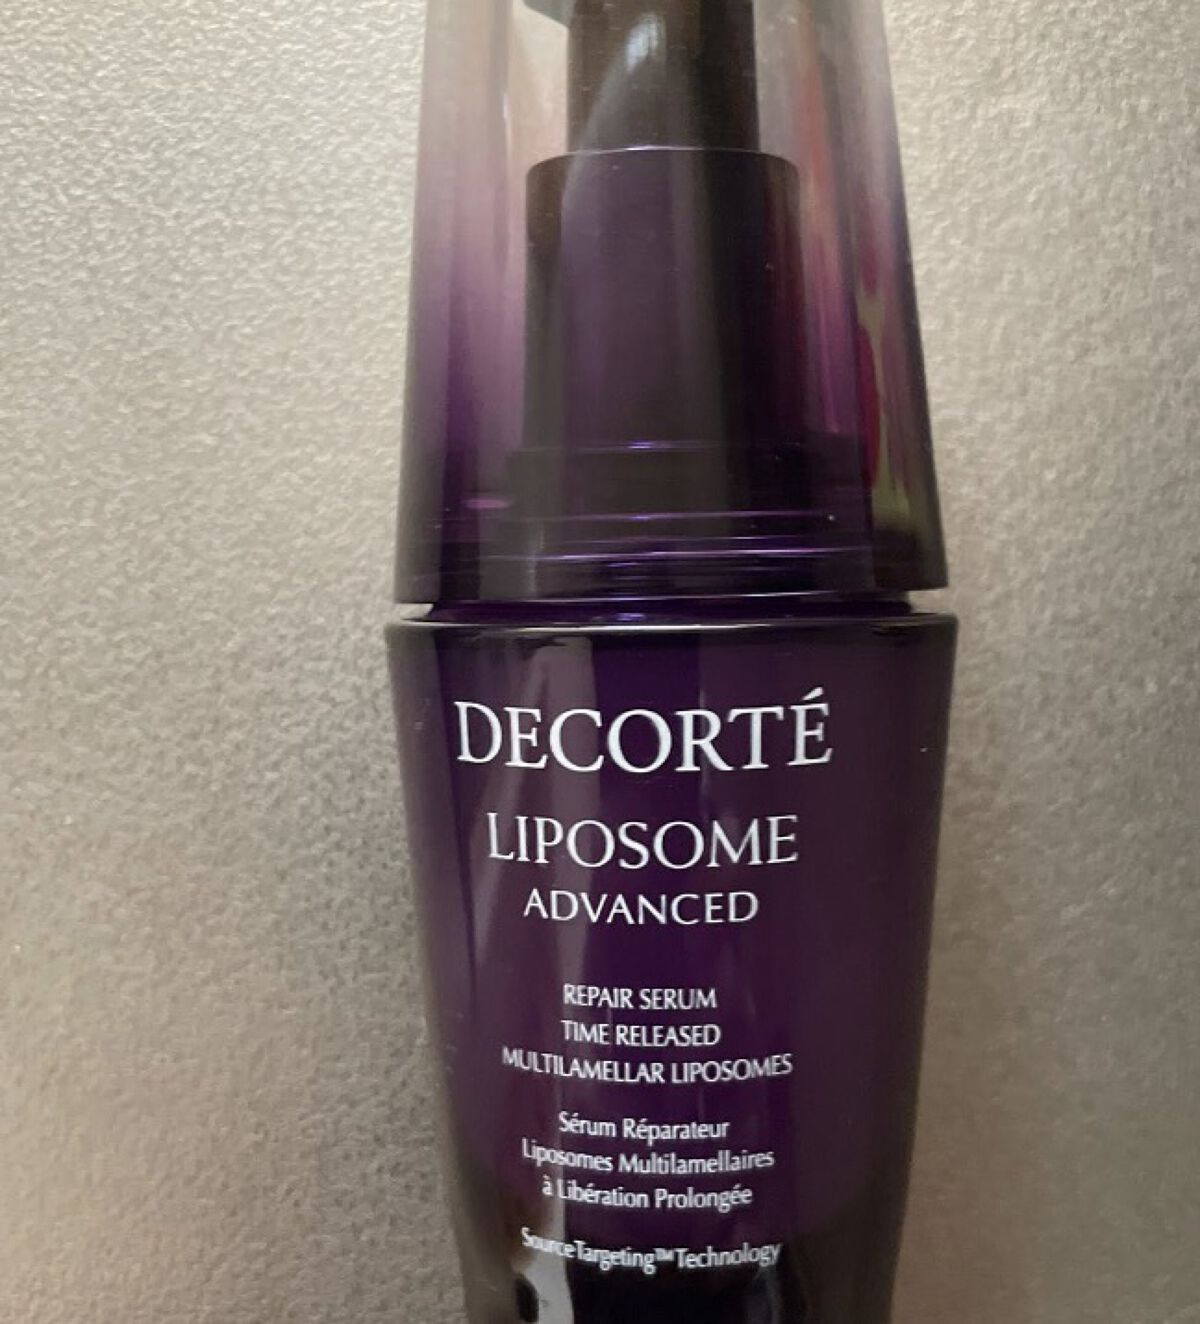 DECORTÉ
LIPOSOME
ADVANCED
REPAIR SERUM
TIME RELEASED
MULTILAMELLAR LIPOSOMES
Sérum Réparateur
Liposomes Multilamellaires
à Libération Prolongée
SourceTargeting™Technology